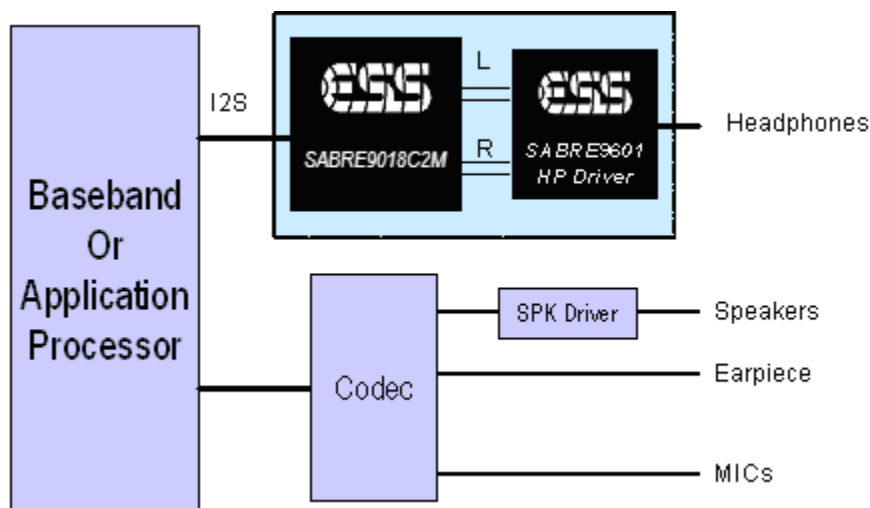 Baseband
Or
Application
Processor
I2S
ESS
SABRE9018C2M
L
R
ESS
SABRE9601
HP Driver
Headphones
Codec
SPK Driver
Speakers
Earpiece
MICs